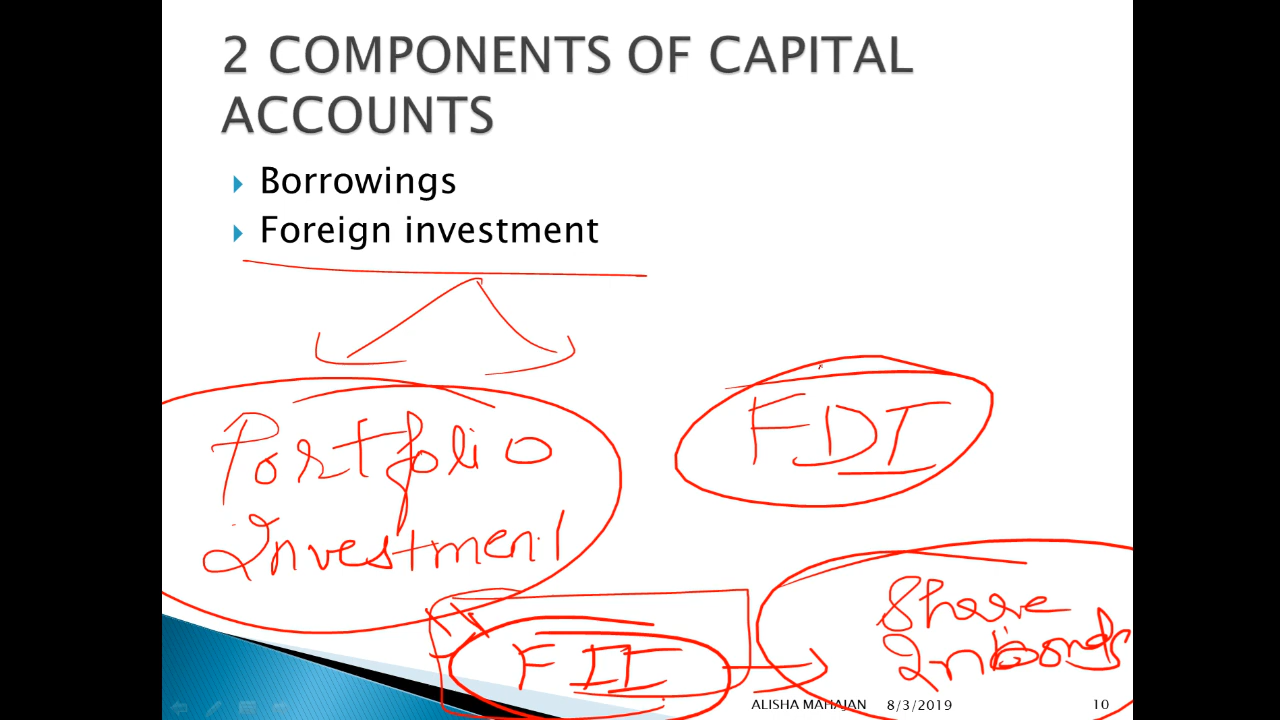 2 COMPONENTS OF CAPITAL
ACCOUNTS
Borrowings
Foreign investment
Portfolio
Investment
FDI
FII
Share
In bonds
ALISHA MAHAJAN 8/3/2019 10